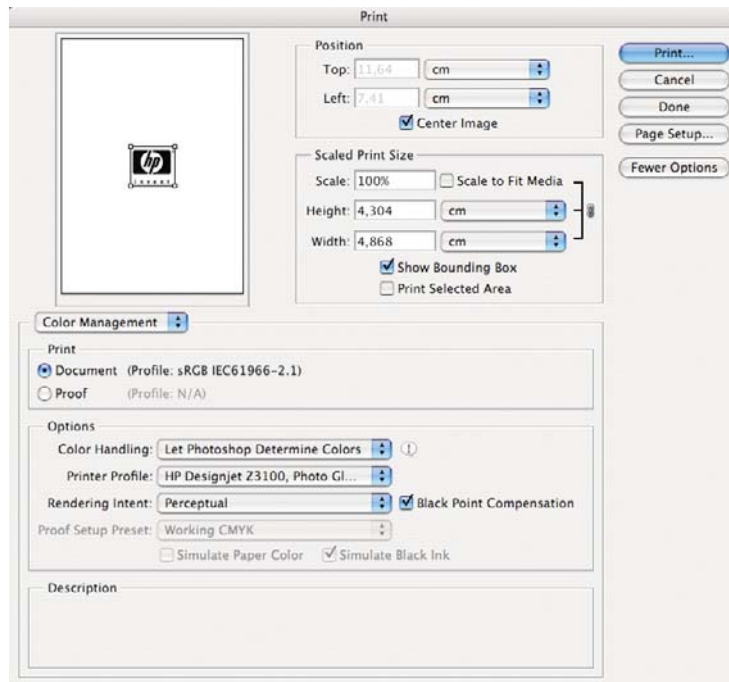 Print
Position
Top: 11,64 cm
Left: 7,41 cm
Center Image
Scaled Print Size
Scale: 100% Scale to Fit Media
Height: 4,304 cm
Width: 4,868 cm
Show Bounding Box
Print Selected Area
Print...
Cancel
Done
Page Setup...
Fewer Options
hp
invent
Color Management
Print
Document (Profile: sRGB IEC61966-2.1)
Proof (Profile: N/A)
Options
Color Handling: Let Photoshop Determine Colors
Printer Profile: HP Designjet Z3100, Photo Gl...
Rendering Intent: Perceptual Black Point Compensation
Proof Setup Preset: Working CMYK
Simulate Paper Color Simulate Black Ink
Description